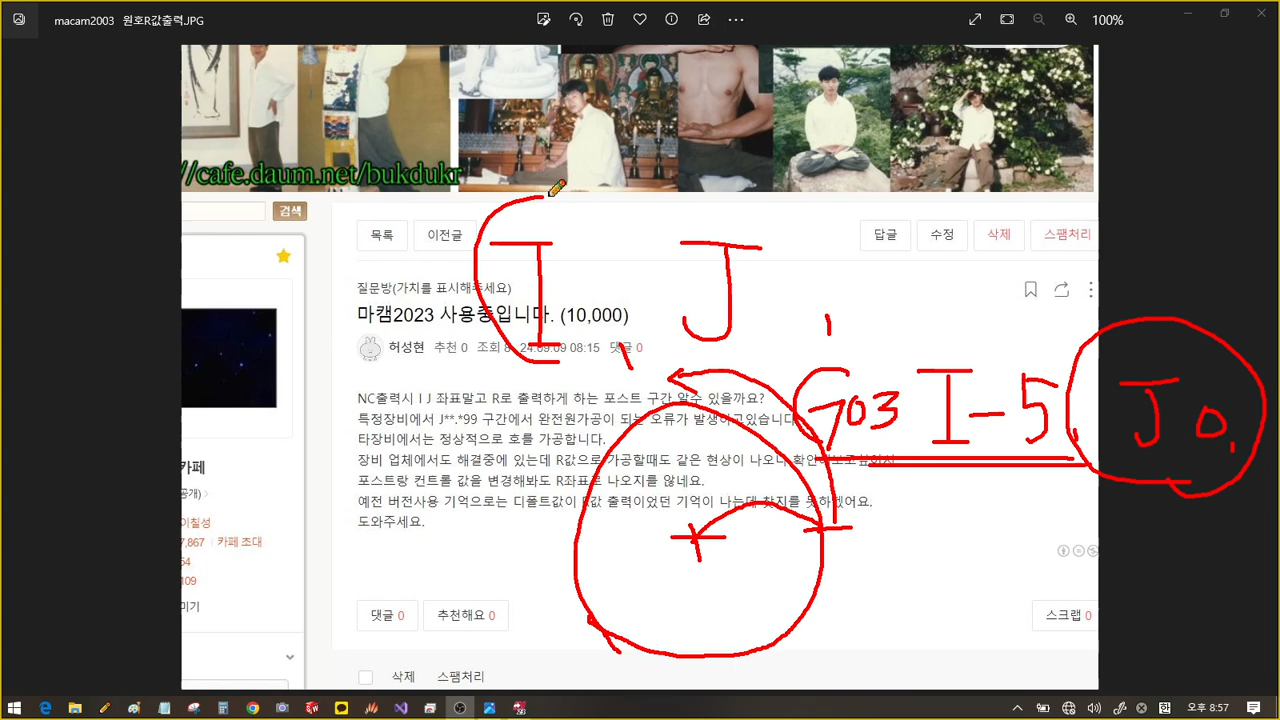 macam2003 원호R값출력.JPG
100%
//cafe.daum.net/bukdukr
검색
목록
이전글
답글
수정
삭제
스팸처리
I J
질문방(가치를 표시해주세요)
마캠2023 사용중입니다. (10,000)
허성현 추천 0 조회 8 24.09.09 08:15 댓글 0
G03 I-5 J0.
NC출력시 I J 좌표말고 R로 출력하게 하는 포스트 구간 알수 있을까요?
특정장비에서 J**.*99 구간에서 완전원가공이 되는 오류가 발생하고있습니다
타장비에서는 정상적으로 호를 가공합니다.
장비 업체에서도 해결중에 있는데 R값으로 가공할때도 같은 현상이 나오나
포스트랑 컨트롤 값을 변경해봐도 R좌표로 나오지를 않네요.
예전 버전사용 기억으로는 디폴트값이 R값 출력이었던 기억이 나는데 찾지를 못하겠어요.
도와주세요.
카페
공개)
이칠성
7,867 카페 초대
54
109
미기
댓글 0
추천해요 0
스크랩 0
삭제
스팸처리
오후 8:57